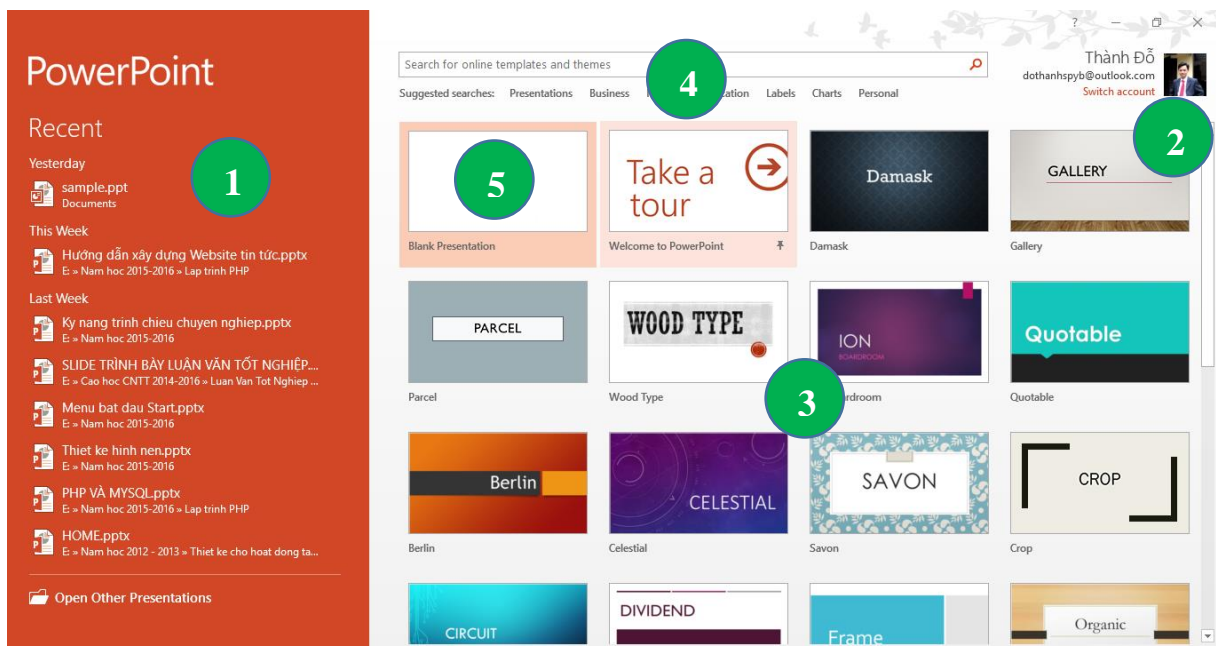 PowerPoint
Recent
Yesterday
sample.ppt
Documents
This Week
Hướng dẫn xây dựng Website tin tức.pptx
E: » Nam hoc 2015-2016 » Lap trinh PHP
Last Week
Ky nang trinh chieu chuyen nghiep.pptx
E: » Nam hoc 2015-2016
SLIDE TRÌNH BÀY LUẬN VĂN TỐT NGHIỆP....
E: » Cao hoc CNTT 2014-2016 » Luan Van Tot Nghiep ...
Menu bat dau Start.pptx
E: » Nam hoc 2015-2016
Thiet ke hinh nen.pptx
E: » Nam hoc 2015-2016
PHP VÀ MYSQL.pptx
E: » Nam hoc 2015-2016 » Lap trinh PHP
HOME.pptx
E: » Nam hoc 2012 - 2013 » Thiet ke cho hoat dong ta...
Open Other Presentations
1
?
Search for online templates and themes
4
Suggested searches: Presentations Business Labels Charts Personal
Thành Đỗ
dothanhspyb@outlook.com
Switch account
2
5
Blank Presentation
Take a
tour
Welcome to PowerPoint
Damask
Damask
GALLERY
Gallery
PARCEL
Parcel
WOOD TYPE
Wood Type
ION
BOARDROOM
3
Quotable
Quotable
Berlin
Berlin
CELESTIAL
Celestial
SAVON
Savon
CROP
Crop
CIRCUIT
DIVIDEND
Frame
Organic